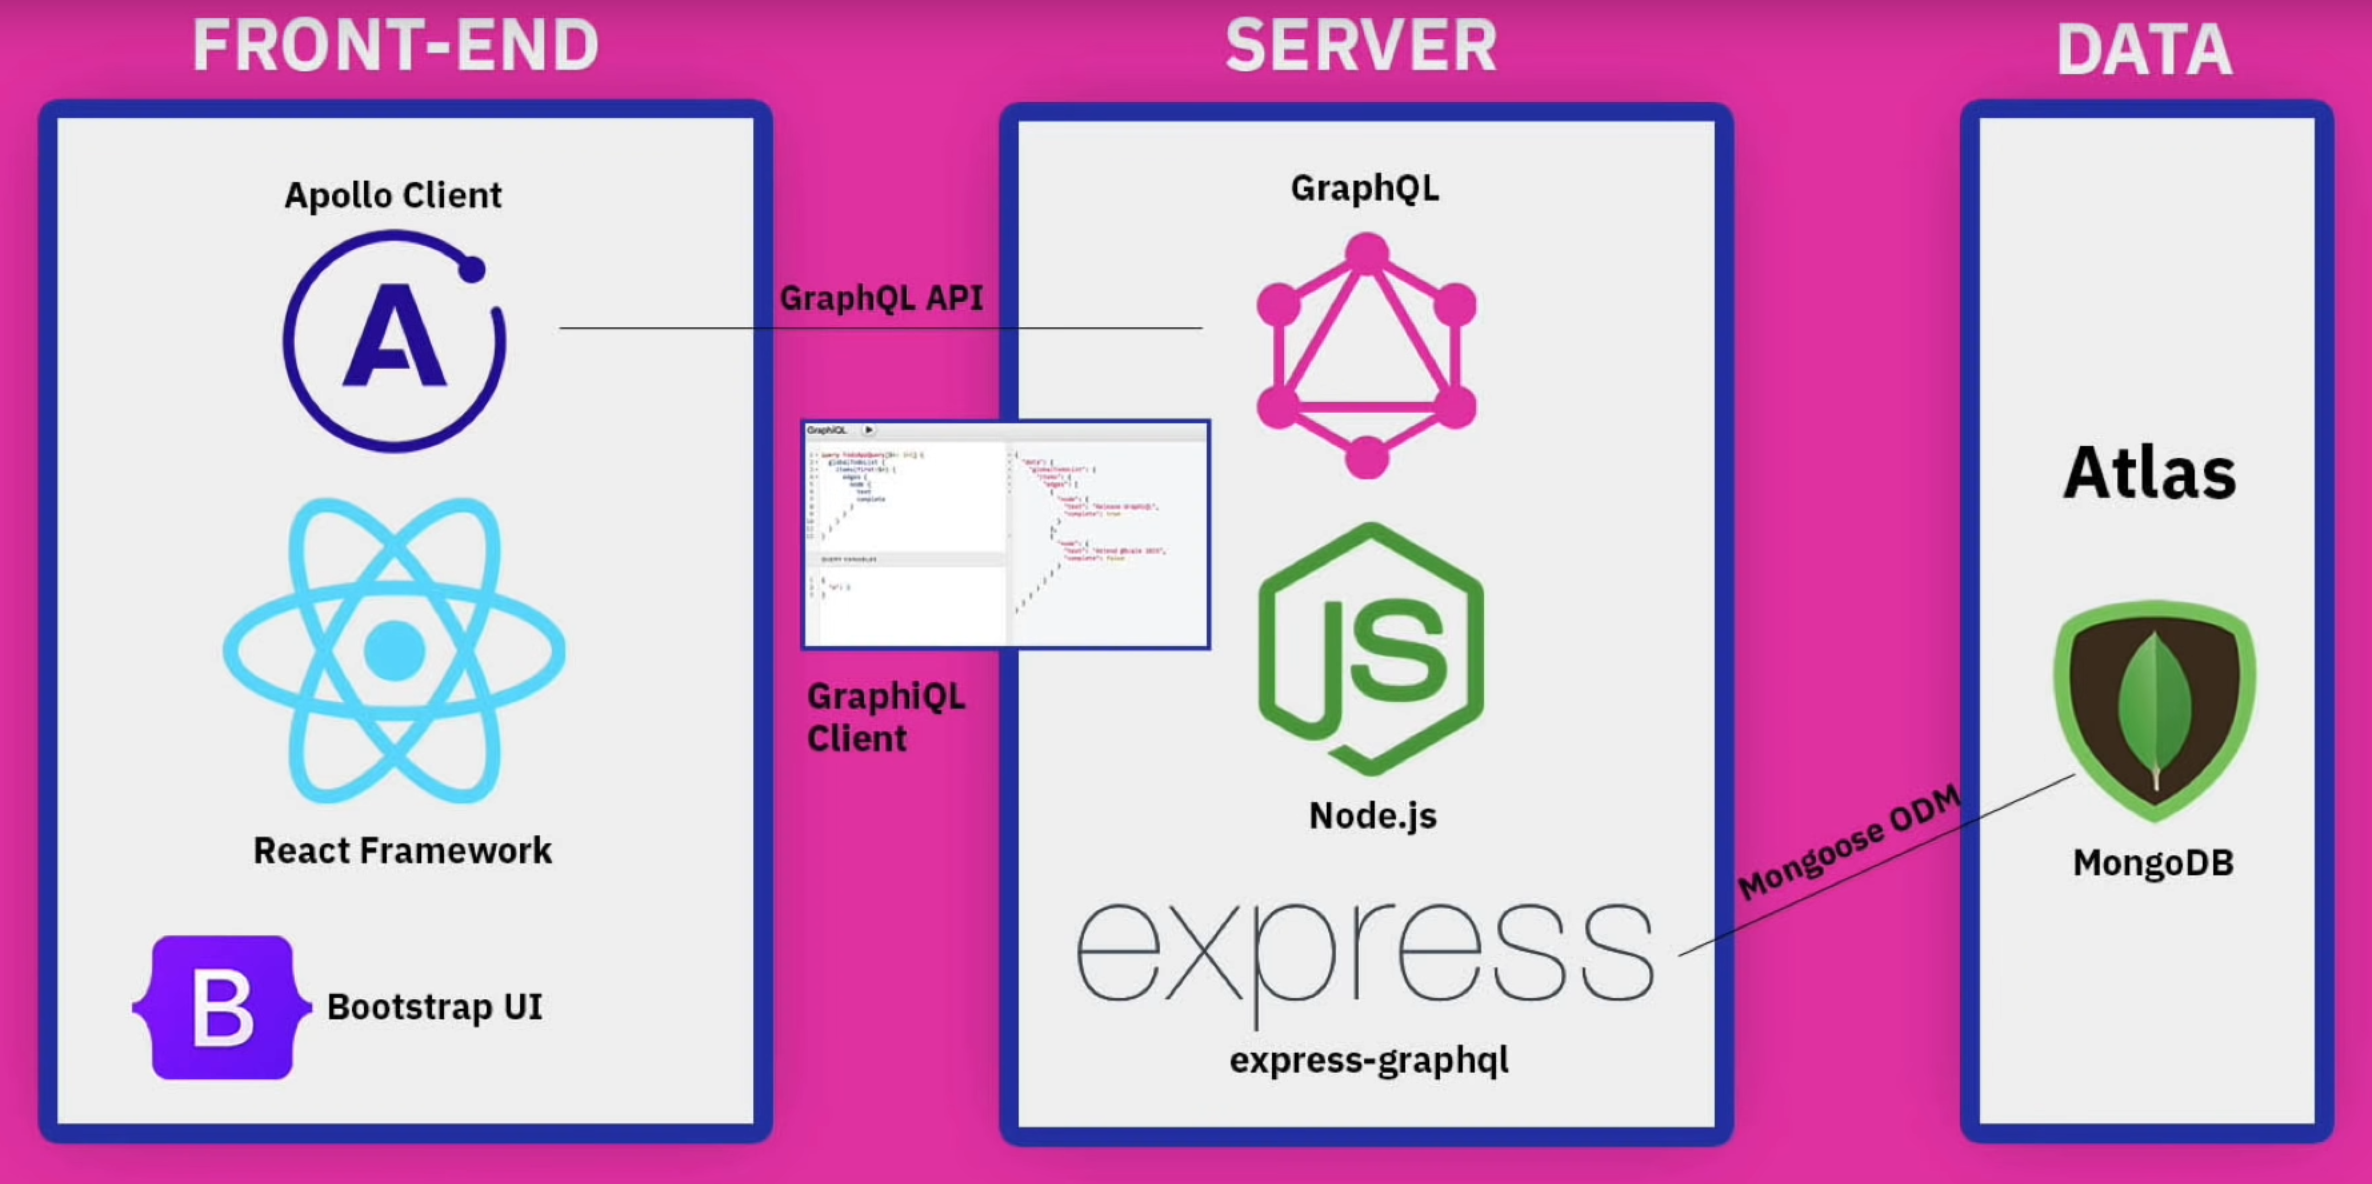 FRONT-END
Apollo Client
A
React Framework
B
Bootstrap UI
GraphQL API
GraphiQL
GraphiQL
Client
SERVER
GraphQL
JS
Node.js
express
express-graphql
Mongoose ODM
DATA
Atlas
MongoDB